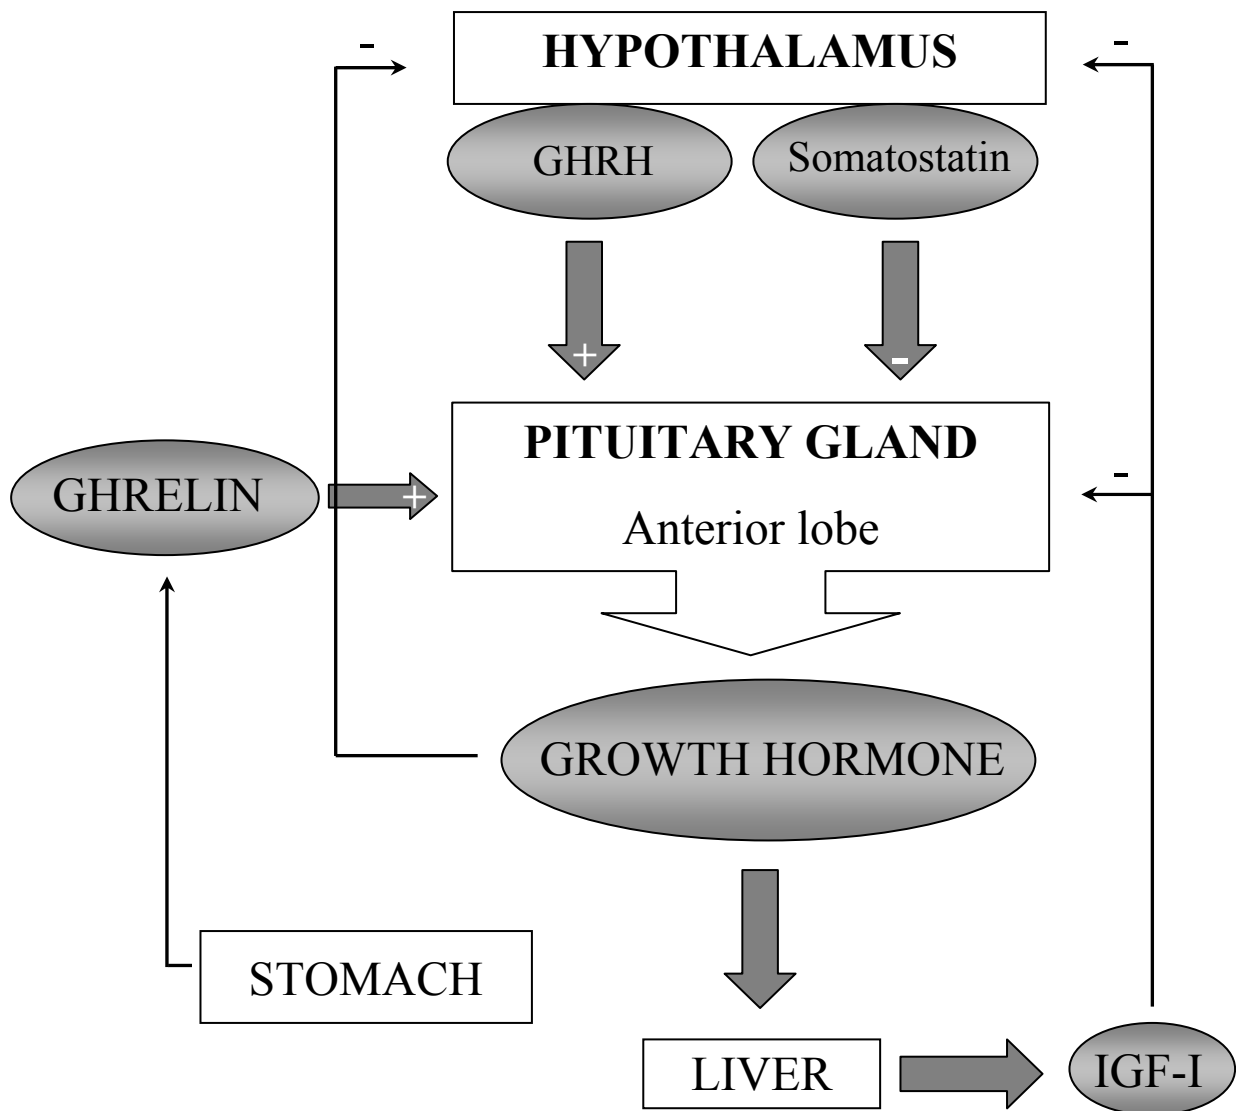 -
-
HYPOTHALAMUS
GHRH
Somatostatin
+
-
PITUITARY GLAND
-
GHRELIN
+
Anterior lobe
GROWTH HORMONE
STOMACH
LIVER
IGF-I